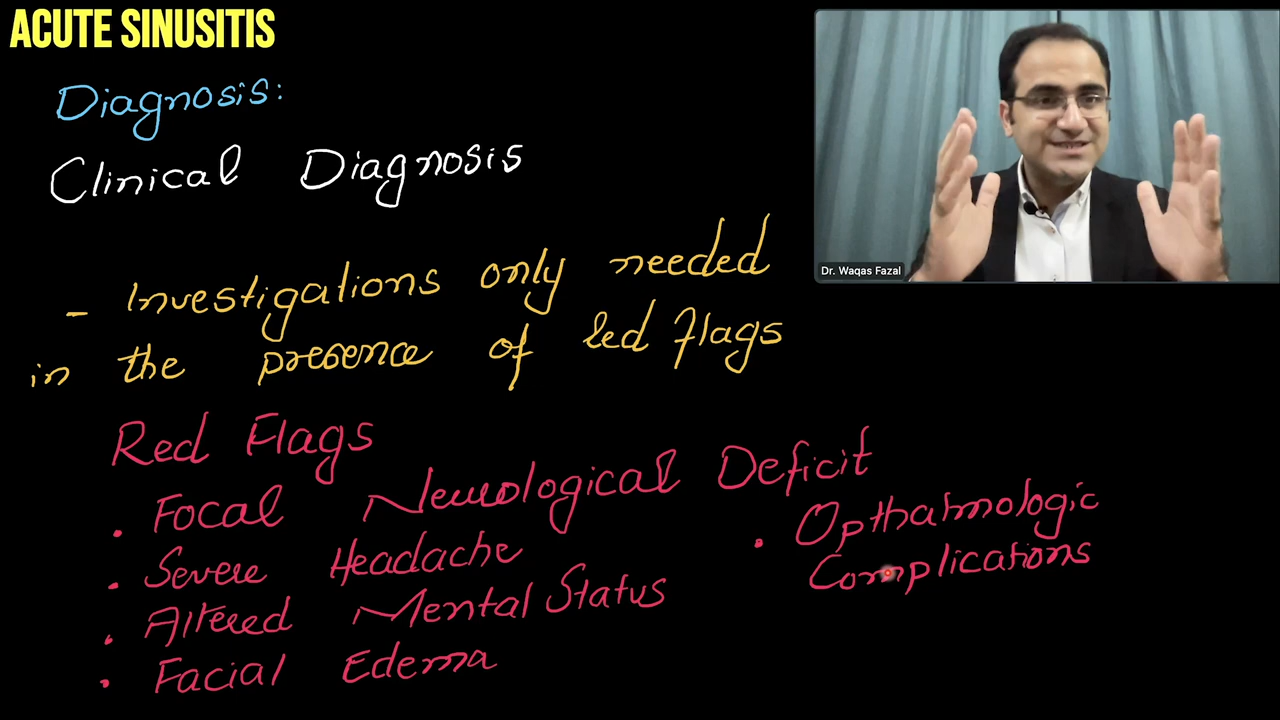 ACUTE SINUSITIS
Diagnosis:
Clinical Diagnosis
- Investigations only needed
in the presence of led flags
Red Flags
. Focal Neurological Deficit
. Severe Headache
. Altered Mental Status
. Facial Edema
. Opthalmologic
Complications
Dr. Waqas Fazal